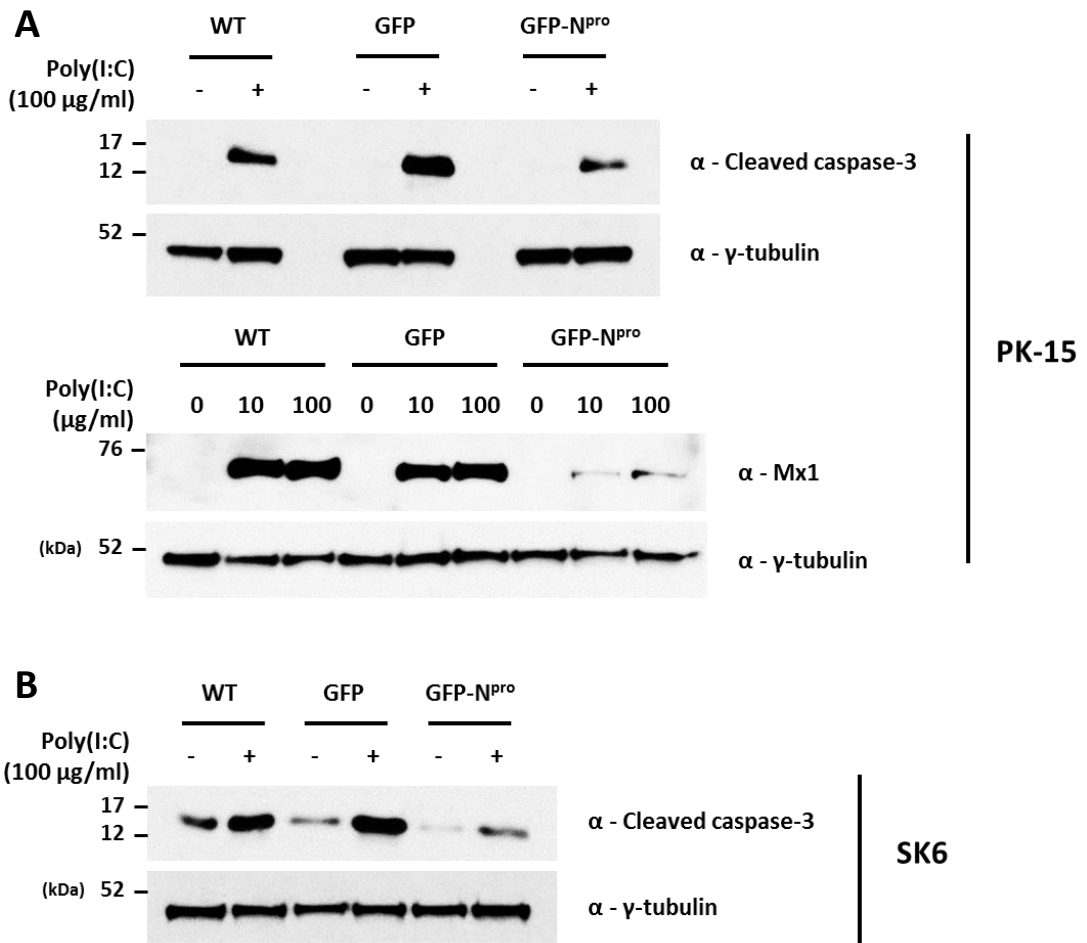 A
WT GFP GFP-Nᵖʳᵒ
Poly(I:C)
(100 µg/ml) - + - + - +
17
12
α - Cleaved caspase-3
52
α - γ-tubulin
WT GFP GFP-Nᵖʳᵒ
PK-15
Poly(I:C)
(µg/ml) 0 10 100 0 10 100 0 10 100
76
α - Mx1
(kDa) 52
α - γ-tubulin
B
WT GFP GFP-Nᵖʳᵒ
Poly(I:C)
(100 µg/ml) - + - + - +
17
12
α - Cleaved caspase-3
SK6
(kDa) 52
α - γ-tubulin